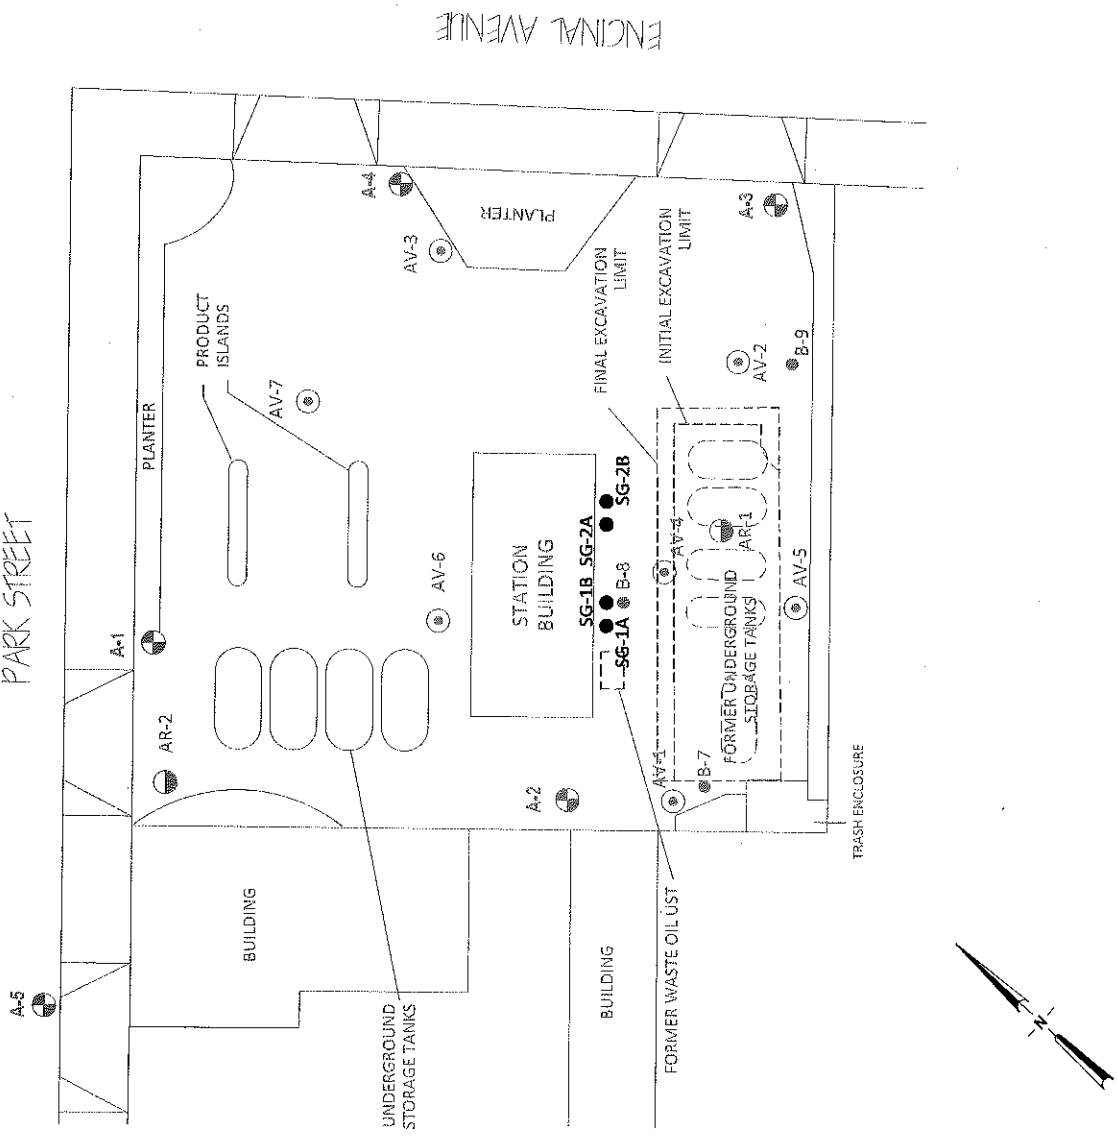 ENCINAL AVENUE
PARK STREET
PLANTER
A-4
AV-3
PLANTER
A-3
INITIAL EXCAVATION
LIMIT
FINAL EXCAVATION
LIMIT
PRODUCT
ISLANDS
AV-7
AV-2
B-9
SG-2B
SG-2A
SG-1B
SG-1A
B-8
AV-4
AR-1
AV-5
STATION
BUILDING
AV-6
A-1
AR-2
FORMER UNDERGROUND
STORAGE TANKS
AV-1
B-7
A-2
TRASH ENCLOSURE
BUILDING
BUILDING
FORMER WASTE OIL UST
A-5
UNDERGROUND
STORAGE TANKS
N